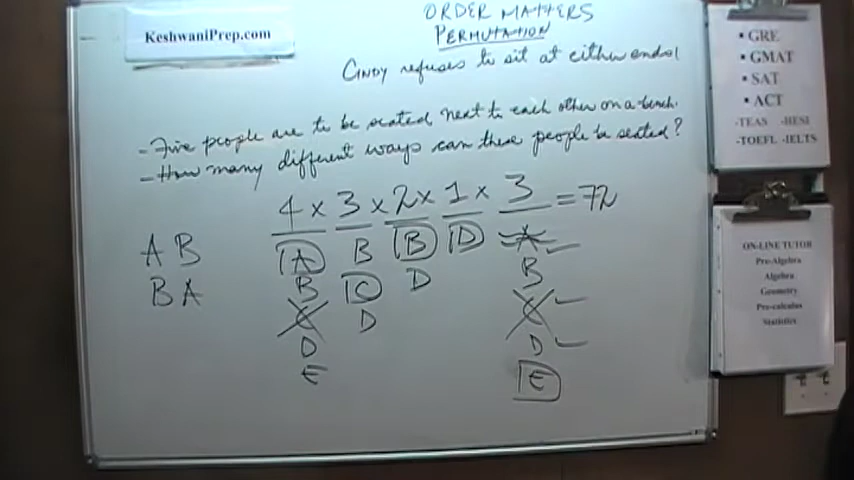 KeshwaniPrep.com
ORDER MATTERS
PERMUTATION
CINDY refuses to sit at either ends!
- Five people are to be seated next to each other on a bench.
- How many different ways can these people be seated?
4 x 3 x 2 x 1 x 3 = 72
A B
B A
A B B D A
B C D B
C D C
D D
E E
• GRE
• GMAT
• SAT
• ACT
-TEAS -HESI
-TOEFL -IELTS
ON-LINE TUTOR
Pre-Algebra
Algebra
Geometry
Pre-calculus
Statistics